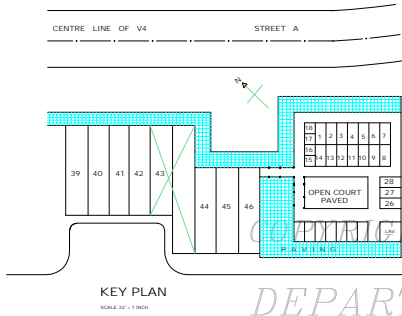 CENTRE LINE OF V4 STREET A
N
18 1 2 3 4 5 6 7
17
16
15 14 13 12 11 10 9 8
39 40 41 42 43
44 45 46
OPEN COURT
PAVED
28
27
26
LAV.
PAVING
COPYRIG
KEY PLAN
SCALE 32' = 1 INCH
DEPART